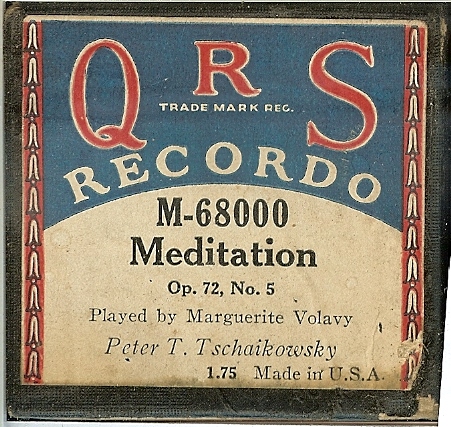 QRS
TRADE MARK REG.
RECORDO
M-68000
Meditation
Op. 72, No. 5
Played by Marguerite Volavy
Peter T. Tschaikowsky
1.75 Made in U.S.A.